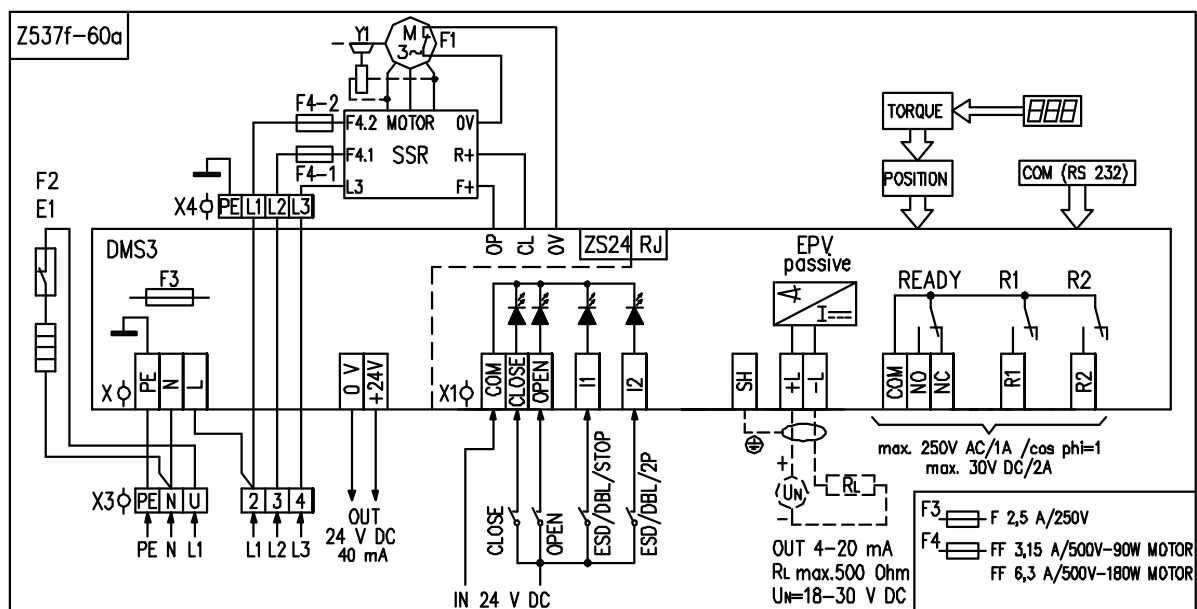 Z537f-60a
Y1
M
3~
F1
F4-2
F4.2 MOTOR 0V
F4.1 SSR R+
F4-1
L3 F+
F2
E1
X4 PE L1 L2 L3
TORQUE
POSITION
COM (RS 232)
DMS3
F3
OP CL 0V
ZS24 RJ
EPV
passive
READY R1 R2
X PE N L
0 V +24V
X1 COM CLOSE OPEN I1 I2
SH +L -L
COM NO NC R1 R2
max. 250V AC/1A /cos phi=1
max. 30V DC/2A
X3 PE N U 2 3 4
PE N L1 L1 L2 L3
OUT
24 V DC
40 mA
CLOSE OPEN ESD/DBL/STOP ESD/DBL/2P
IN 24 V DC
+
UN
-
RL
OUT 4-20 mA
RL max.500 Ohm
UN=18-30 V DC
F3 F 2,5 A/250V
F4 FF 3,15 A/500V-90W MOTOR
FF 6,3 A/500V-180W MOTOR